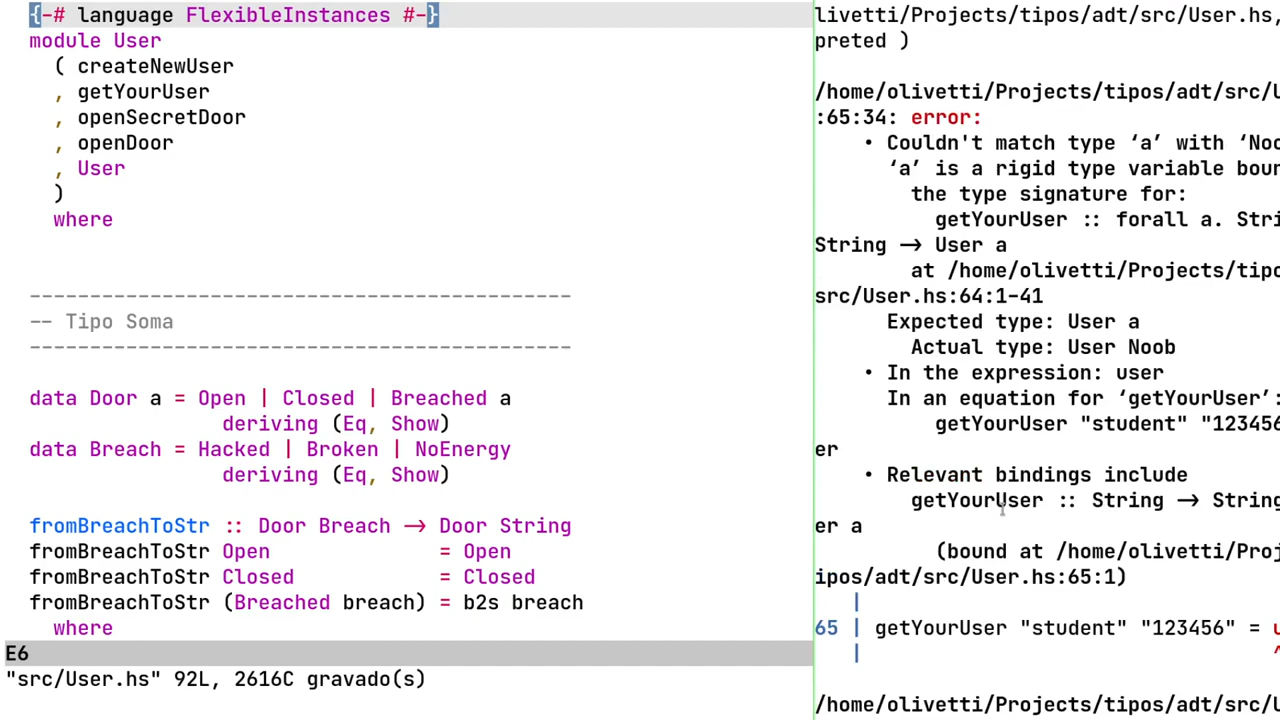 {-# language FlexibleInstances #-}
module User
( createNewUser
, getYourUser
, openSecretDoor
, openDoor
, User
)
where
---------------------------------------------
-- Tipo Soma
---------------------------------------------
data Door a = Open | Closed | Breached a
deriving (Eq, Show)
data Breach = Hacked | Broken | NoEnergy
deriving (Eq, Show)
fromBreachToStr :: Door Breach -> Door String
fromBreachToStr Open = Open
fromBreachToStr Closed = Closed
fromBreachToStr (Breached breach) = b2s breach
where
E6
"src/User.hs" 92L, 2616C gravado(s)
livetti/Projects/tipos/adt/src/User.hs,
preted )
/home/olivetti/Projects/tipos/adt/src/U
:65:34: error:
• Couldn't match type ‘a’ with ‘Noo
‘a’ is a rigid type variable boun
the type signature for:
getYourUser :: forall a. Stri
String -> User a
at /home/olivetti/Projects/tipo
src/User.hs:64:1-41
Expected type: User a
Actual type: User Noob
• In the expression: user
In an equation for ‘getYourUser’:
getYourUser "student" "123456
er
• Relevant bindings include
getYourUser :: String -> String
er a
(bound at /home/olivetti/Proj
ipos/adt/src/User.hs:65:1)
|
65 | getYourUser "student" "123456" = u
| ^
/home/olivetti/Projects/tipos/adt/src/U